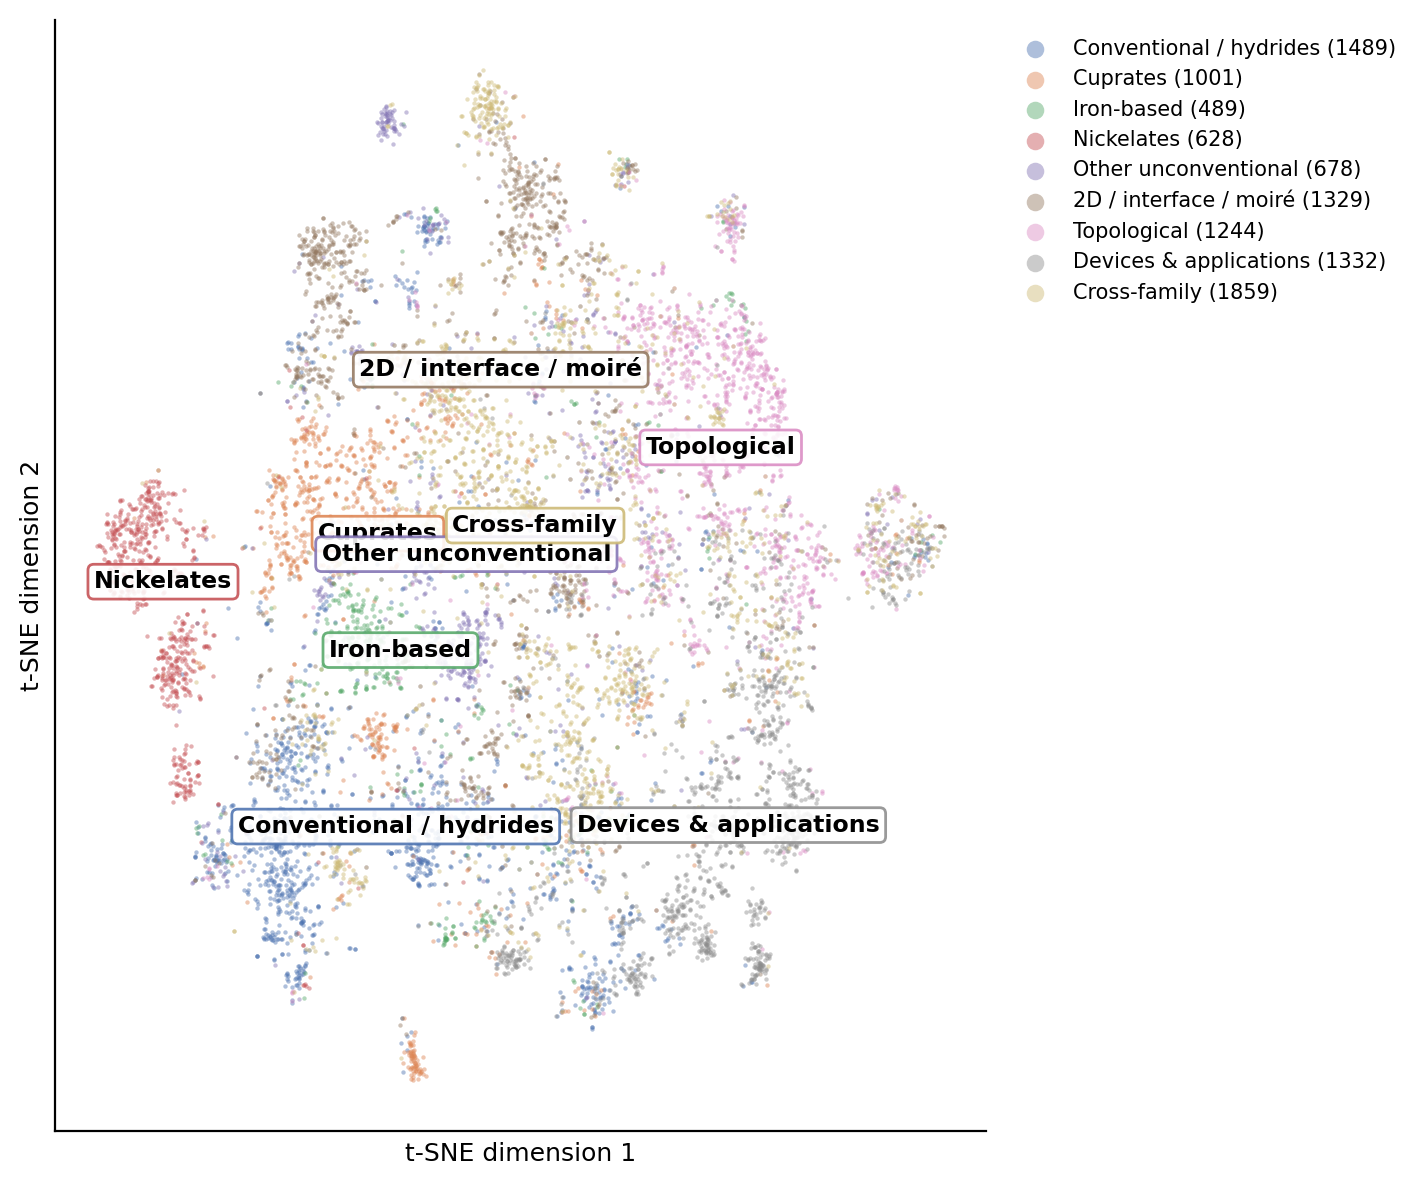 Conventional / hydrides (1489)
Cuprates (1001)
Iron-based (489)
Nickelates (628)
Other unconventional (678)
2D / interface / moiré (1329)
Topological (1244)
Devices & applications (1332)
Cross-family (1859)
2D / interface / moiré
Topological
Cuprates
Cross-family
Other unconventional
Nickelates
Iron-based
Conventional / hydrides
Devices & applications
t-SNE dimension 2
t-SNE dimension 1